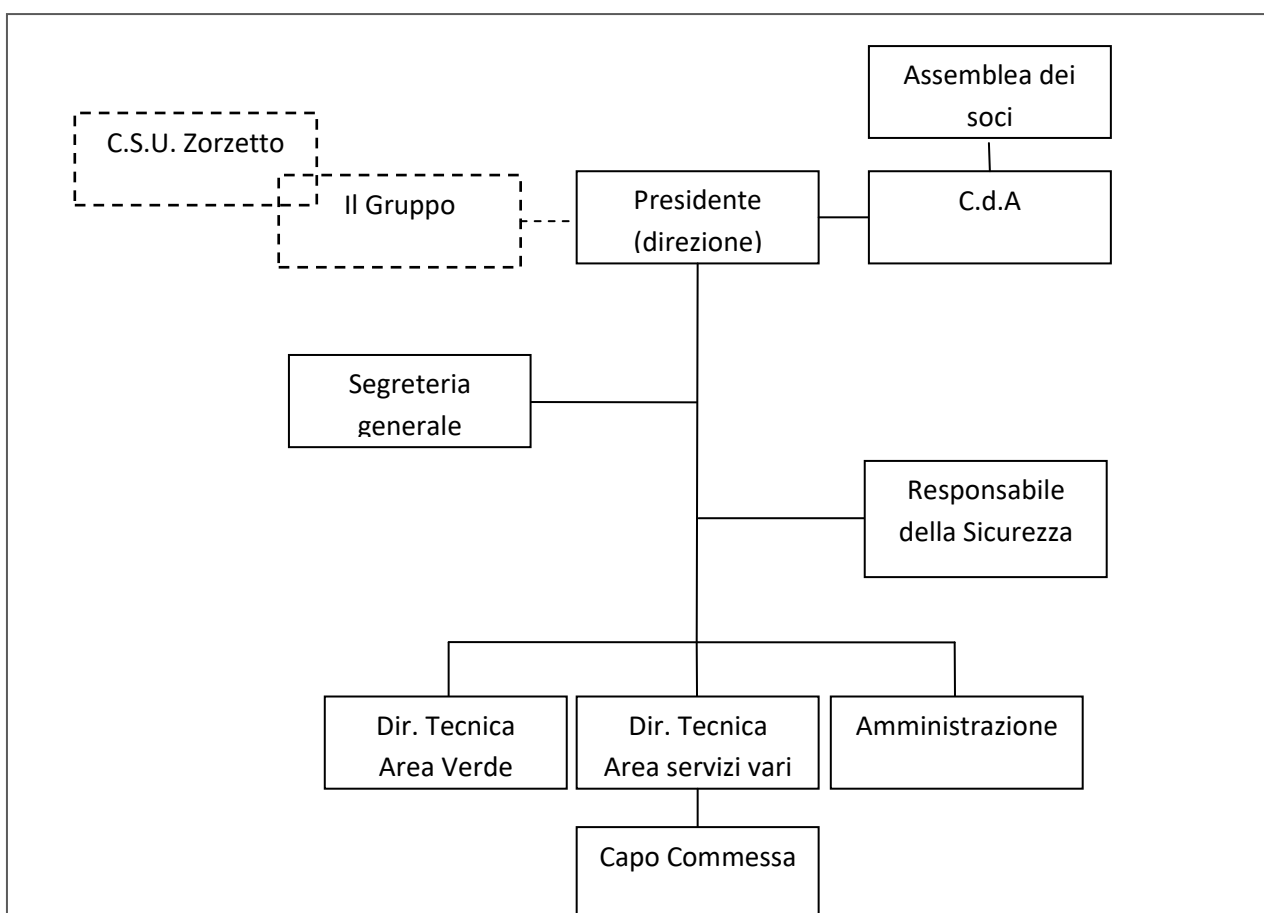 Assemblea dei
soci
C.S.U. Zorzetto
Il Gruppo
Presidente
(direzione)
C.d.A
Segreteria
generale
Responsabile
della Sicurezza
Dir. Tecnica
Area Verde
Dir. Tecnica
Area servizi vari
Amministrazione
Capo Commessa